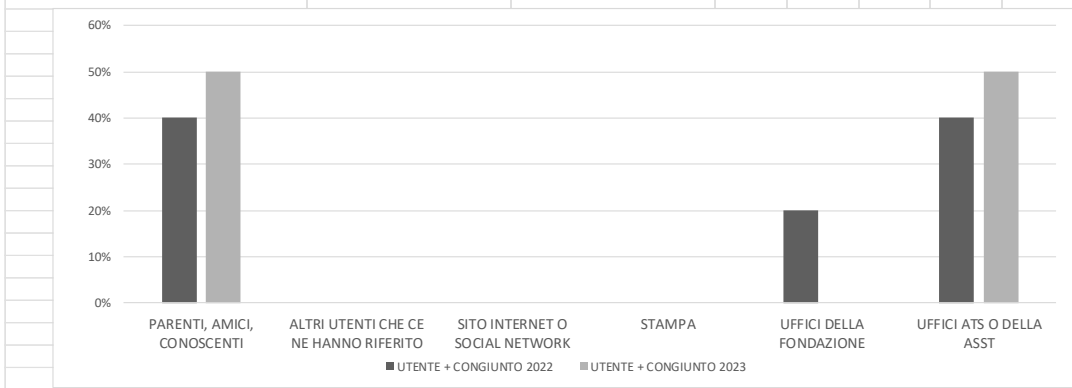 60%
50%
40%
30%
20%
10%
0%
PARENTI, AMICI,
CONOSCENTI
ALTRI UTENTI CHE CE
NE HANNO RIFERITO
SITO INTERNET O
SOCIAL NETWORK
STAMPA
UFFICI DELLA
FONDAZIONE
UFFICI ATS O DELLA
ASST
UTENTE + CONGIUNTO 2022
UTENTE + CONGIUNTO 2023